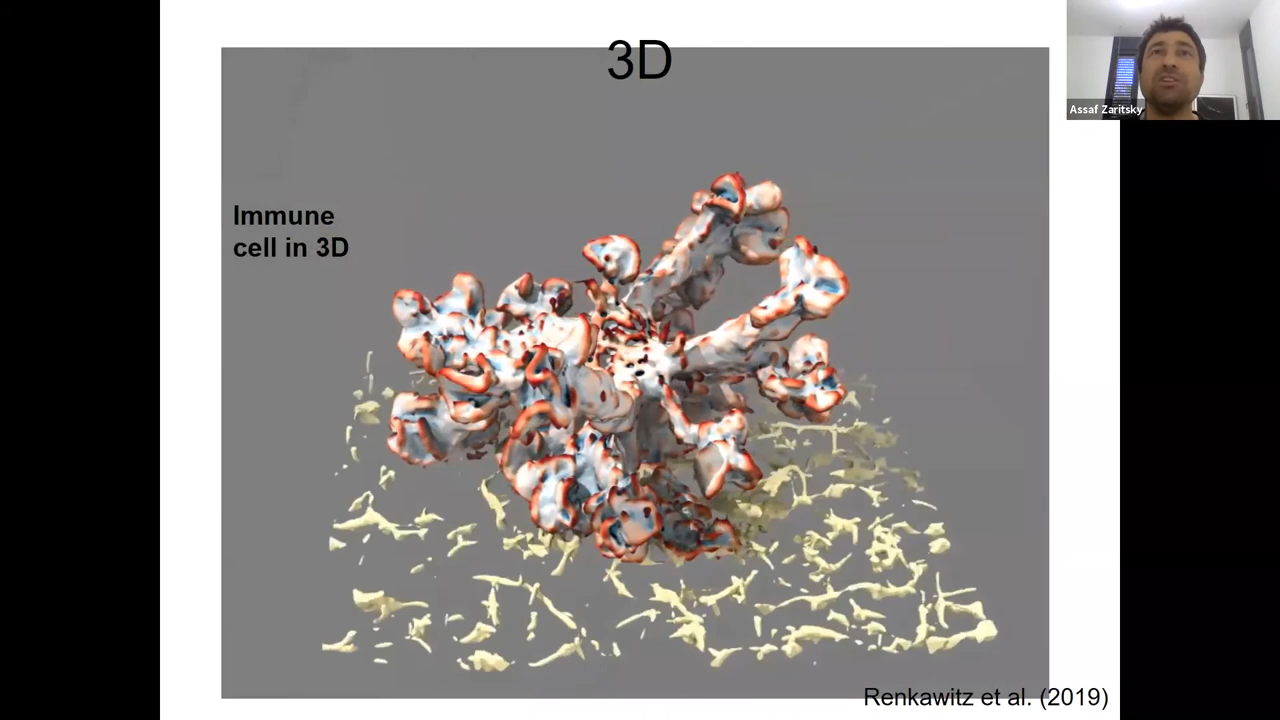 3D
Assaf Zaritsky
Immune
cell in 3D
Renkawitz et al. (2019)